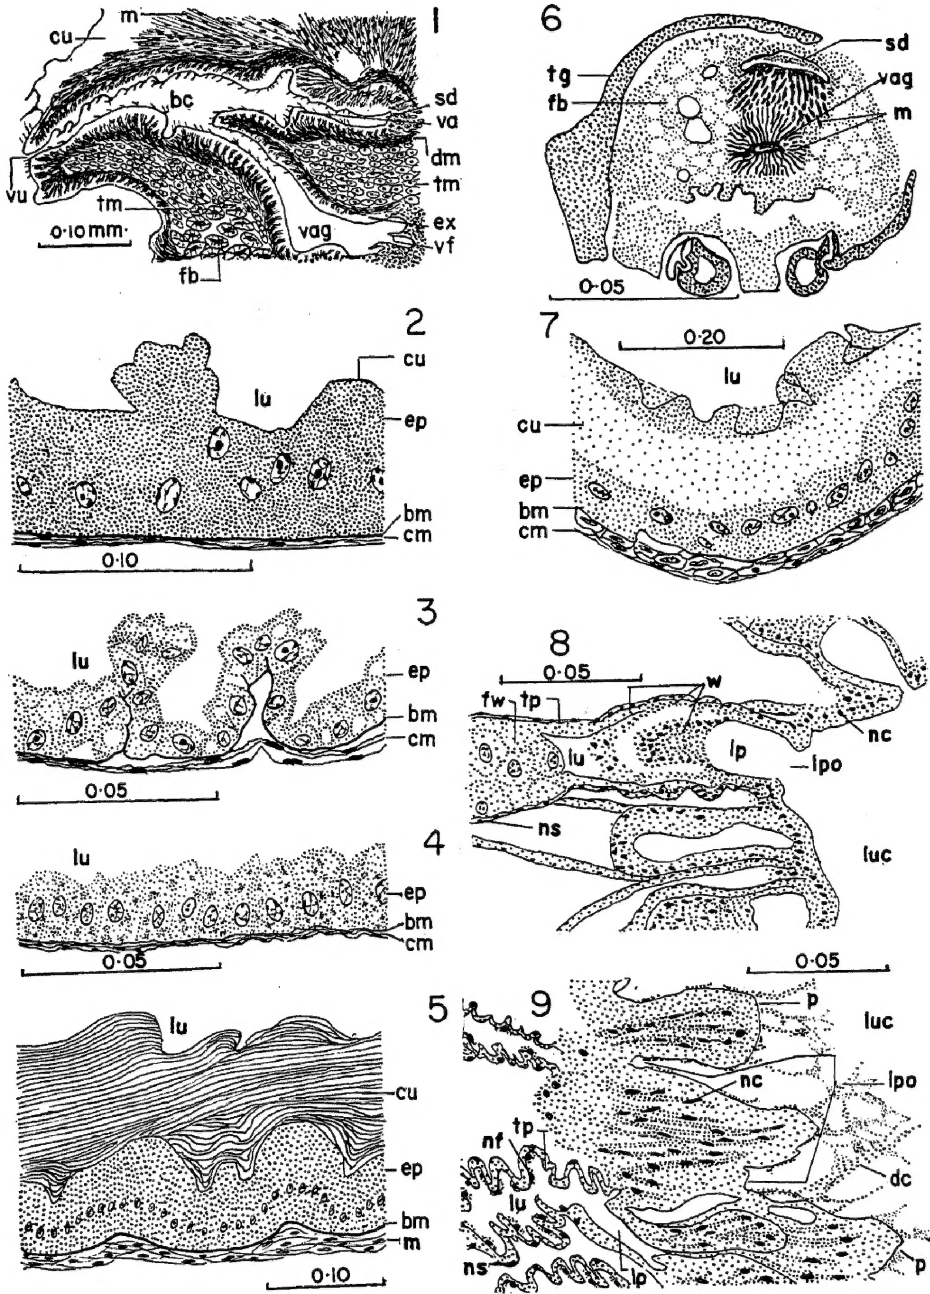 1
m
cu
bc
sd
va
dm
tm
vu
tm
ex
vf
vag
fb
0·10 mm.
2
cu
lu
ep
bm
cm
0·10
3
lu
ep
bm
cm
0·05
4
lu
ep
bm
cm
0·05
5
lu
cu
ep
bm
m
0·10
6
sd
tg
vag
fb
m
0·05
7
0·20
lu
cu
ep
bm
cm
8
0·05
w
fw tp
nc
lp
lpo
lu
ns
luc
0·05
9
p
luc
nc
lpo
tp
nf
dc
lu
ns
lp
p